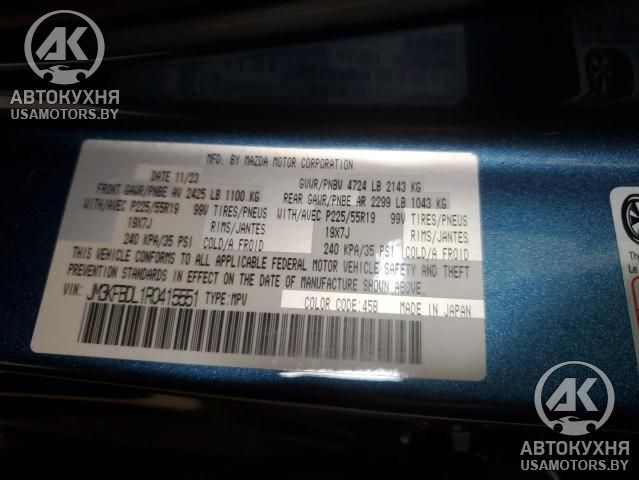 AK
АВТОКУХНЯ
USAMOTORS.BY
MFD. BY MAZDA MOTOR CORPORATION
DATE 11/23 GVWR/PNBV 4724 LB 2143 KG
FRONT GAWR/PNBE AV 2425 LB 1100 KG REAR GAWR/PNBE AR 2299 LB 1043 KG
WITH/AVEC P225/55R19 99V TIRES/PNEUS WITH/AVEC P225/55R19 99V TIRES/PNEUS
19X7J RIMS/JANTES 19X7J RIMS/JANTES
240 KPA/35 PSI COLD/A FROID 240 KPA/35 PSI COLD/A FROID
THIS VEHICLE CONFORMS TO ALL APPLICABLE FEDERAL MOTOR VEHICLE SAFETY AND THEFT
PREVENTION STANDARDS IN EFFECT ON THE DATE OF MANUFACTURE SHOWN ABOVE.
VIN: JM3KFBDL1R0415551 TYPE:MPV COLOR CODE:45B MADE IN JAPAN
AK
АВТОКУХНЯ
USAMOTORS.BY